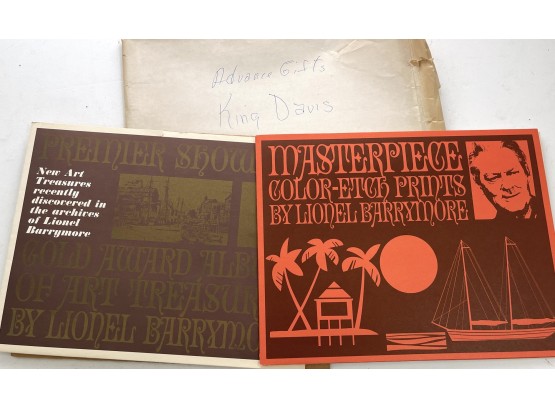 Advance Gifts
King Davis
PREMIER SHOW
New Art
Treasures
recently
discovered in
the archives
of Lionel
Barrymore
GOLD AWARD ALB
OF ART TREASUR
BY LIONEL BARRYMO
MASTERPIECE
COLOR-ETCH PRINTS
BY LIONEL BARRYMORE